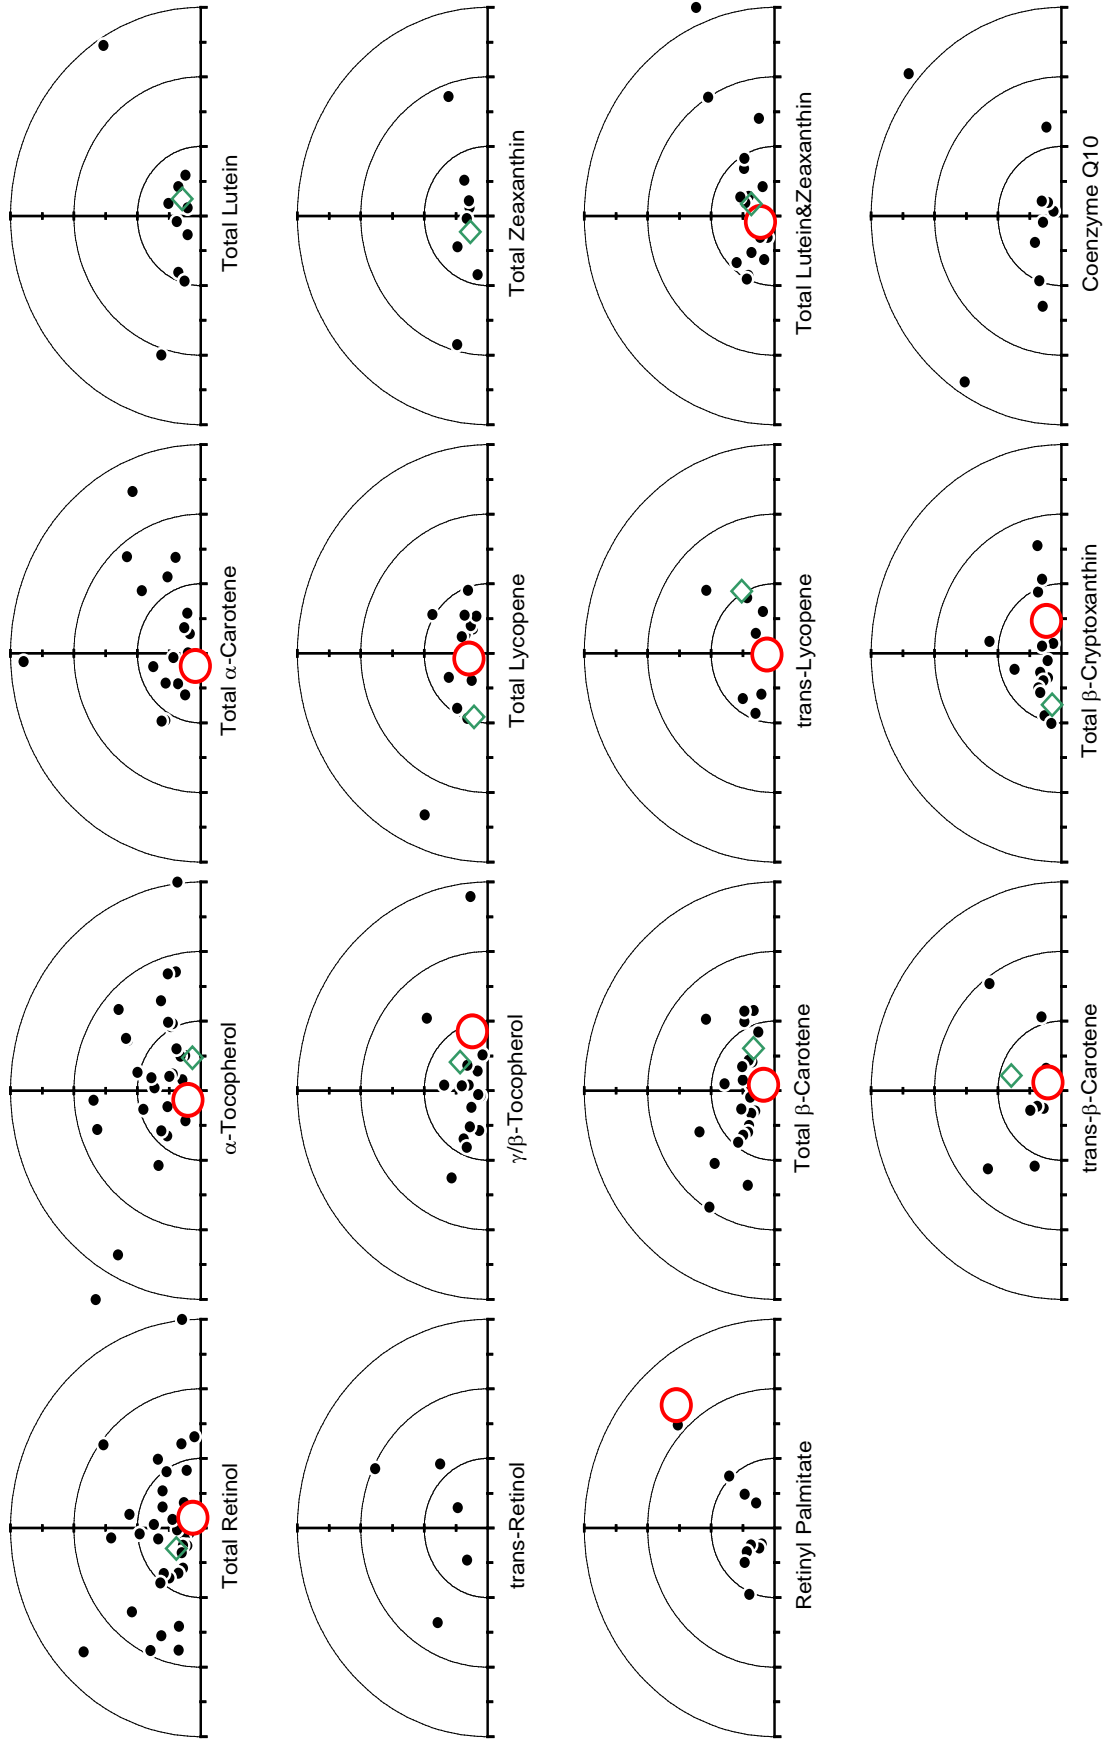 Total Retinol
α-Tocopherol
Total α-Carotene
Total Lutein
trans-Retinol
γ/β-Tocopherol
Total Lycopene
Total Zeaxanthin
Retinyl Palmitate
Total β-Carotene
trans-Lycopene
Total Lutein&Zeaxanthin
trans-β-Carotene
Total β-Cryptoxanthin
Coenzyme Q10